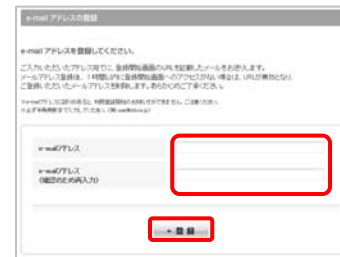 e-mail アドレスの登録
e-mail アドレスを登録してください。
ご入力いただいたアドレス宛てに、登録開始画面のURLを記載したメールをお送りします。
メールアドレス登録後、1時間以内に登録開始画面へのアクセスがない場合は、URLが無効となり、
ご登録いただいたメールアドレスを削除します。あらかじめご了承ください。
e-mailアドレス
e-mailアドレス
(確認のため再入力)
登録